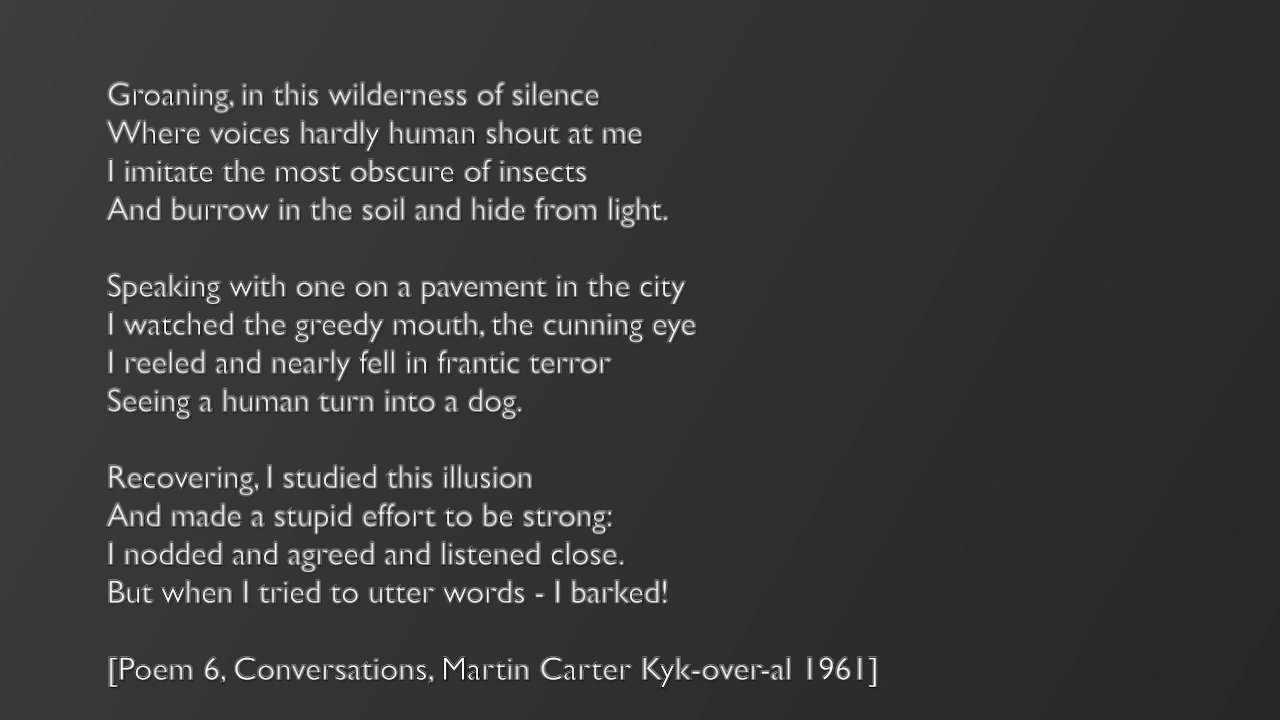 Groaning, in this wilderness of silence
Where voices hardly human shout at me
I imitate the most obscure of insects
And burrow in the soil and hide from light.
Speaking with one on a pavement in the city
I watched the greedy mouth, the cunning eye
I reeled and nearly fell in frantic terror
Seeing a human turn into a dog.
Recovering, I studied this illusion
And made a stupid effort to be strong:
I nodded and agreed and listened close.
But when I tried to utter words - I barked!
[Poem 6, Conversations, Martin Carter Kyk-over-al 1961]